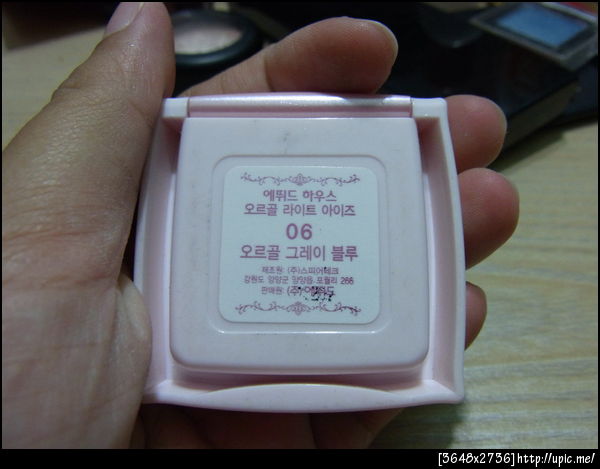 에뛰드 하우스
오르골 라이트 아이즈
06
오르골 그레이 블루
제조원: (주)스피어테크
강원도 양양군 양양읍 포월리 266
판매원: (주)
[3648x2736]http://upic.me/